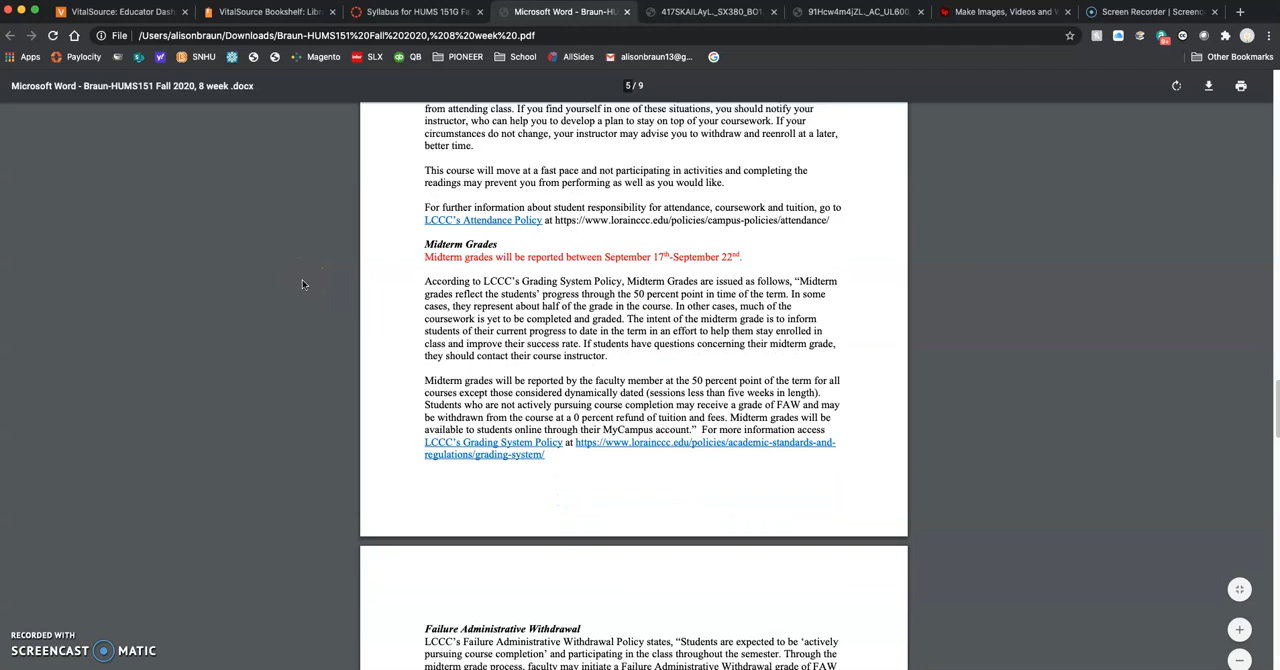 VitalSource: Educator Dash
VitalSource Bookshelf: Libr
Syllabus for HUMS 151G Fa
Microsoft Word - Braun-HU
417SKAILAyL._SX380_BO1
91Hcw4m4jZL._AC_UL600
Make Images, Videos and W
Screen Recorder | Screenc
File /Users/alisonbraun/Downloads/Braun-HUMS151%20Fall%202020,%208%20week%20.pdf
Apps Paylocity SNHU Magento SLX QB PIONEER School AllSides alisonbraun13@g... Other Bookmarks
Microsoft Word - Braun-HUMS151 Fall 2020, 8 week .docx 5 / 9
from attending class. If you find yourself in one of these situations, you should notify your
instructor, who can help you to develop a plan to stay on top of your coursework. If your
circumstances do not change, your instructor may advise you to withdraw and reenroll at a later,
better time.
This course will move at a fast pace and not participating in activities and completing the
readings may prevent you from performing as well as you would like.
For further information about student responsibility for attendance, coursework and tuition, go to
LCCC's Attendance Policy at https://www.lorainccc.edu/policies/campus-policies/attendance/
Midterm Grades
Midterm grades will be reported between September 17th-September 22nd.
According to LCCC's Grading System Policy, Midterm Grades are issued as follows, "Midterm
grades reflect the students' progress through the 50 percent point in time of the term. In some
cases, they represent about half of the grade in the course. In other cases, much of the
coursework is yet to be completed and graded. The intent of the midterm grade is to inform
students of their current progress to date in the term in an effort to help them stay enrolled in
class and improve their success rate. If students have questions concerning their midterm grade,
they should contact their course instructor.
Midterm grades will be reported by the faculty member at the 50 percent point of the term for all
courses except those considered dynamically dated (sessions less than five weeks in length).
Students who are not actively pursuing course completion may receive a grade of FAW and may
be withdrawn from the course at a 0 percent refund of tuition and fees. Midterm grades will be
available to students online through their MyCampus account." For more information access
LCCC's Grading System Policy at https://www.lorainccc.edu/policies/academic-standards-and-
regulations/grading-system/
Failure Administrative Withdrawal
LCCC's Failure Administrative Withdrawal Policy states, "Students are expected to be 'actively
pursuing course completion' and participating in the class throughout the semester. Through the
midterm grade process, faculty may initiate a Failure Administrative Withdrawal grade of FAW
RECORDED WITH
SCREENCAST MATIC